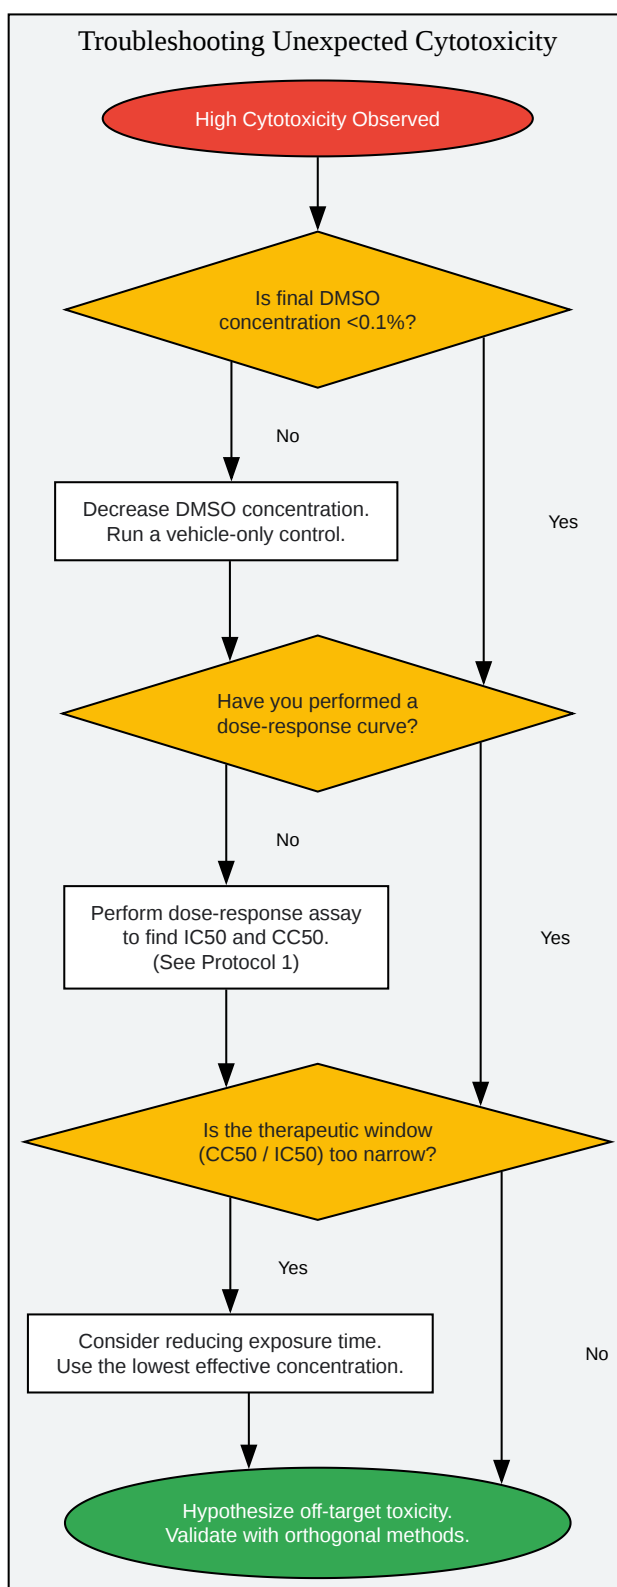 Troubleshooting Unexpected Cytotoxicity
High Cytotoxicity Observed
Is final DMSO
concentration <0.1%?
No
Yes
Decrease DMSO concentration.
Run a vehicle-only control.
Have you performed a
dose-response curve?
No
Yes
Perform dose-response assay
to find IC50 and CC50.
(See Protocol 1)
Is the therapeutic window
(CC50 / IC50) too narrow?
Yes
No
Consider reducing exposure time.
Use the lowest effective concentration.
Hypothesize off-target toxicity.
Validate with orthogonal methods.